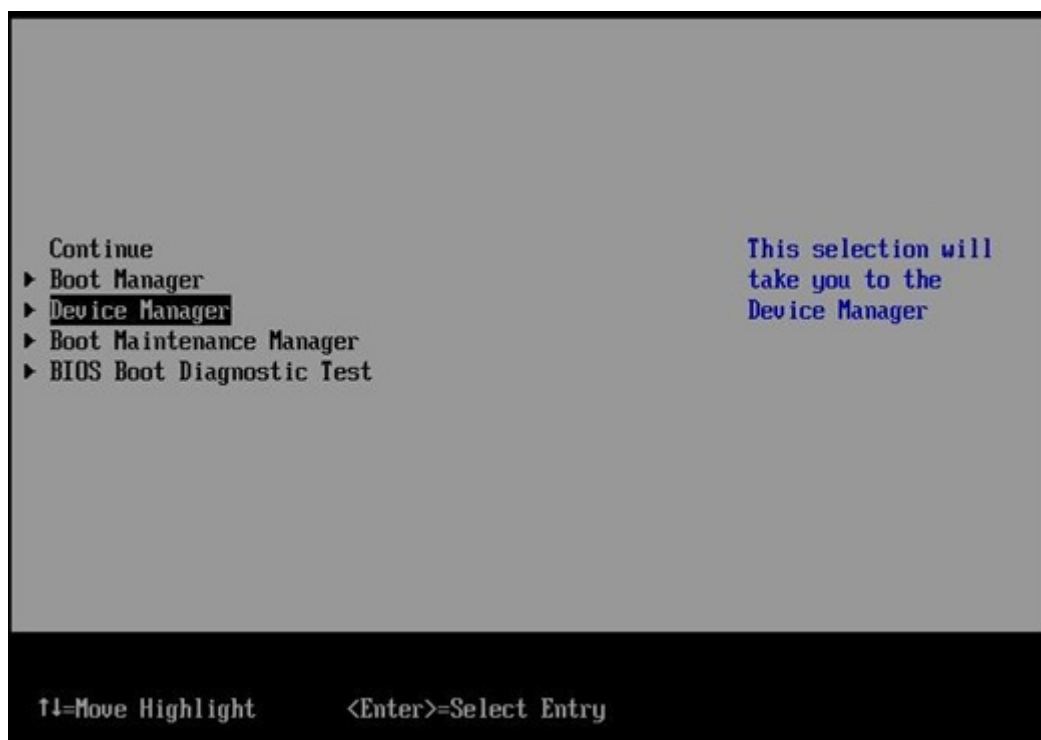 Continue
▶ Boot Manager
▶ Device Manager
▶ Boot Maintenance Manager
▶ BIOS Boot Diagnostic Test
This selection will
take you to the
Device Manager
↑↓=Move Highlight <Enter>=Select Entry